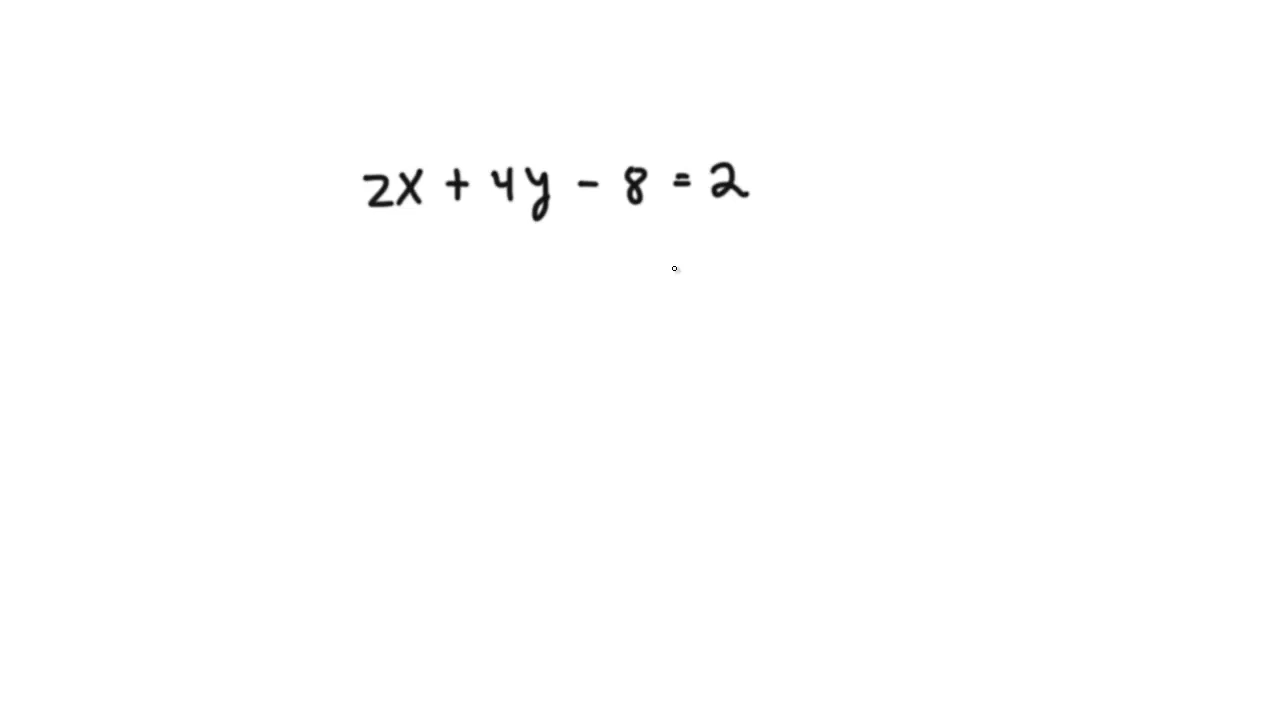 2x + 4y - 8 = 2